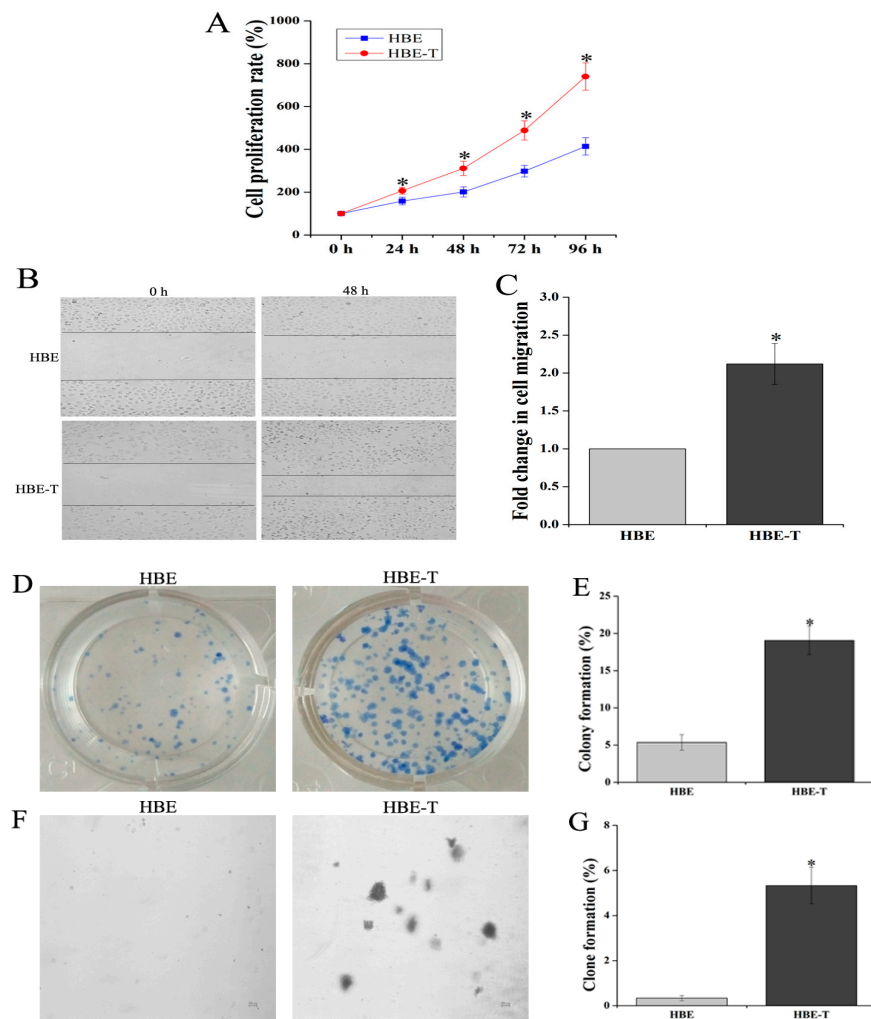 A
Cell proliferation rate (%)
1000
800
600
400
200
0
HBE
HBE-T
*
*
*
*
0 h
24 h
48 h
72 h
96 h
B
0 h
48 h
HBE
HBE-T
C
Fold change in cell migration
3.0
2.5
2.0
1.5
1.0
0.5
0.0
*
HBE
HBE-T
D
HBE
HBE-T
E
Colony formation (%)
25
20
15
10
5
0
*
HBE
HBE-T
F
HBE
HBE-T
G
Clone formation (%)
8
6
4
2
0
*
HBE
HBE-T